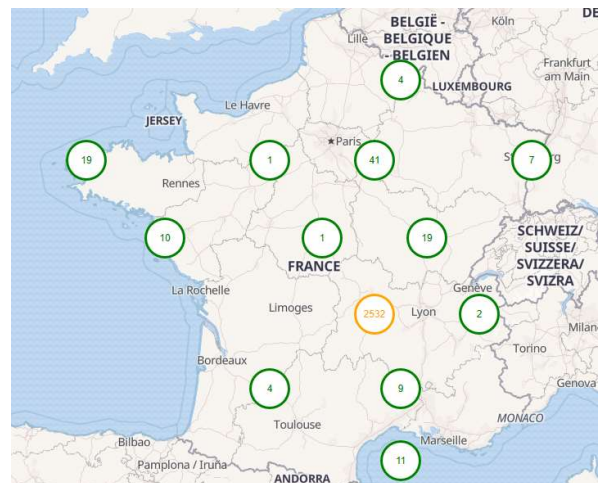 Köln
DE
BELGIË -
BELGIQUE
- BELGIEN
Lille
4
Frankfurt
am Main
LUXEMBOURG
Le Havre
JERSEY
Paris
19
1
41
7
Rennes
10
1
19
SCHWEIZ/
SUISSE/
SVIZZERA/
SVIZRA
FRANCE
La Rochelle
Genève
Limoges
2532
Lyon
2
Milan
Torino
Bordeaux
4
9
Genova
Toulouse
MONACO
Marseille
Bilbao
Pamplona / Iruña
11
ANDORRA